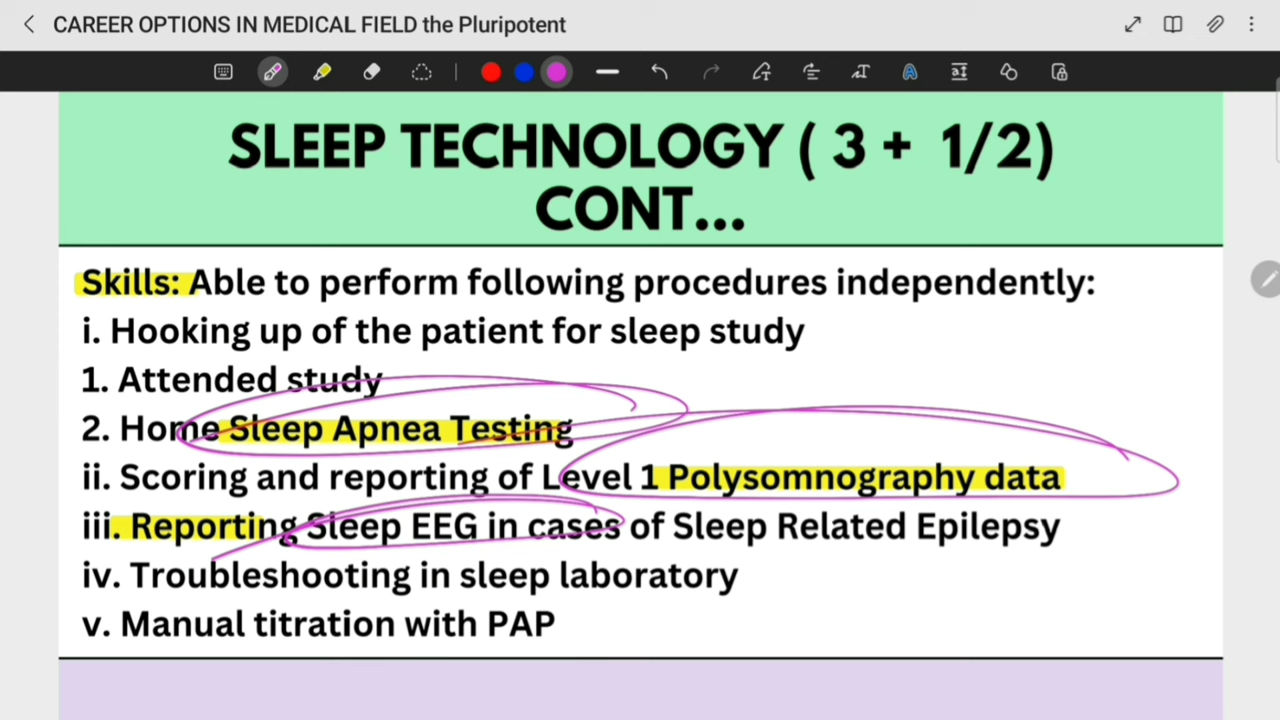 CAREER OPTIONS IN MEDICAL FIELD the Pluripotent
SLEEP TECHNOLOGY ( 3 + 1/2)
CONT...
Skills: Able to perform following procedures independently:
i. Hooking up of the patient for sleep study
1. Attended study
2. Home Sleep Apnea Testing
ii. Scoring and reporting of Level 1 Polysomnography data
iii. Reporting Sleep EEG in cases of Sleep Related Epilepsy
iv. Troubleshooting in sleep laboratory
v. Manual titration with PAP